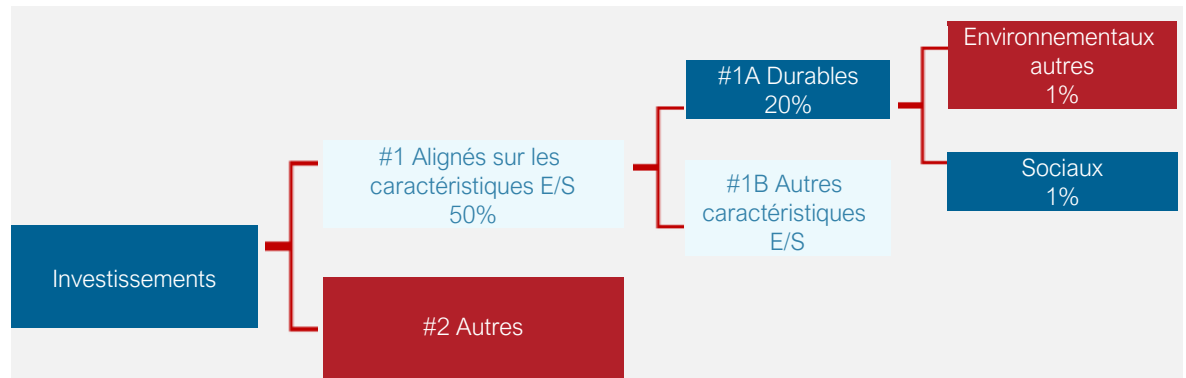 Investissements
#1 Alignés sur les
caractéristiques E/S
50%
#2 Autres
#1A Durables
20%
#1B Autres
caractéristiques
E/S
Environnementaux
autres
1%
Sociaux
1%